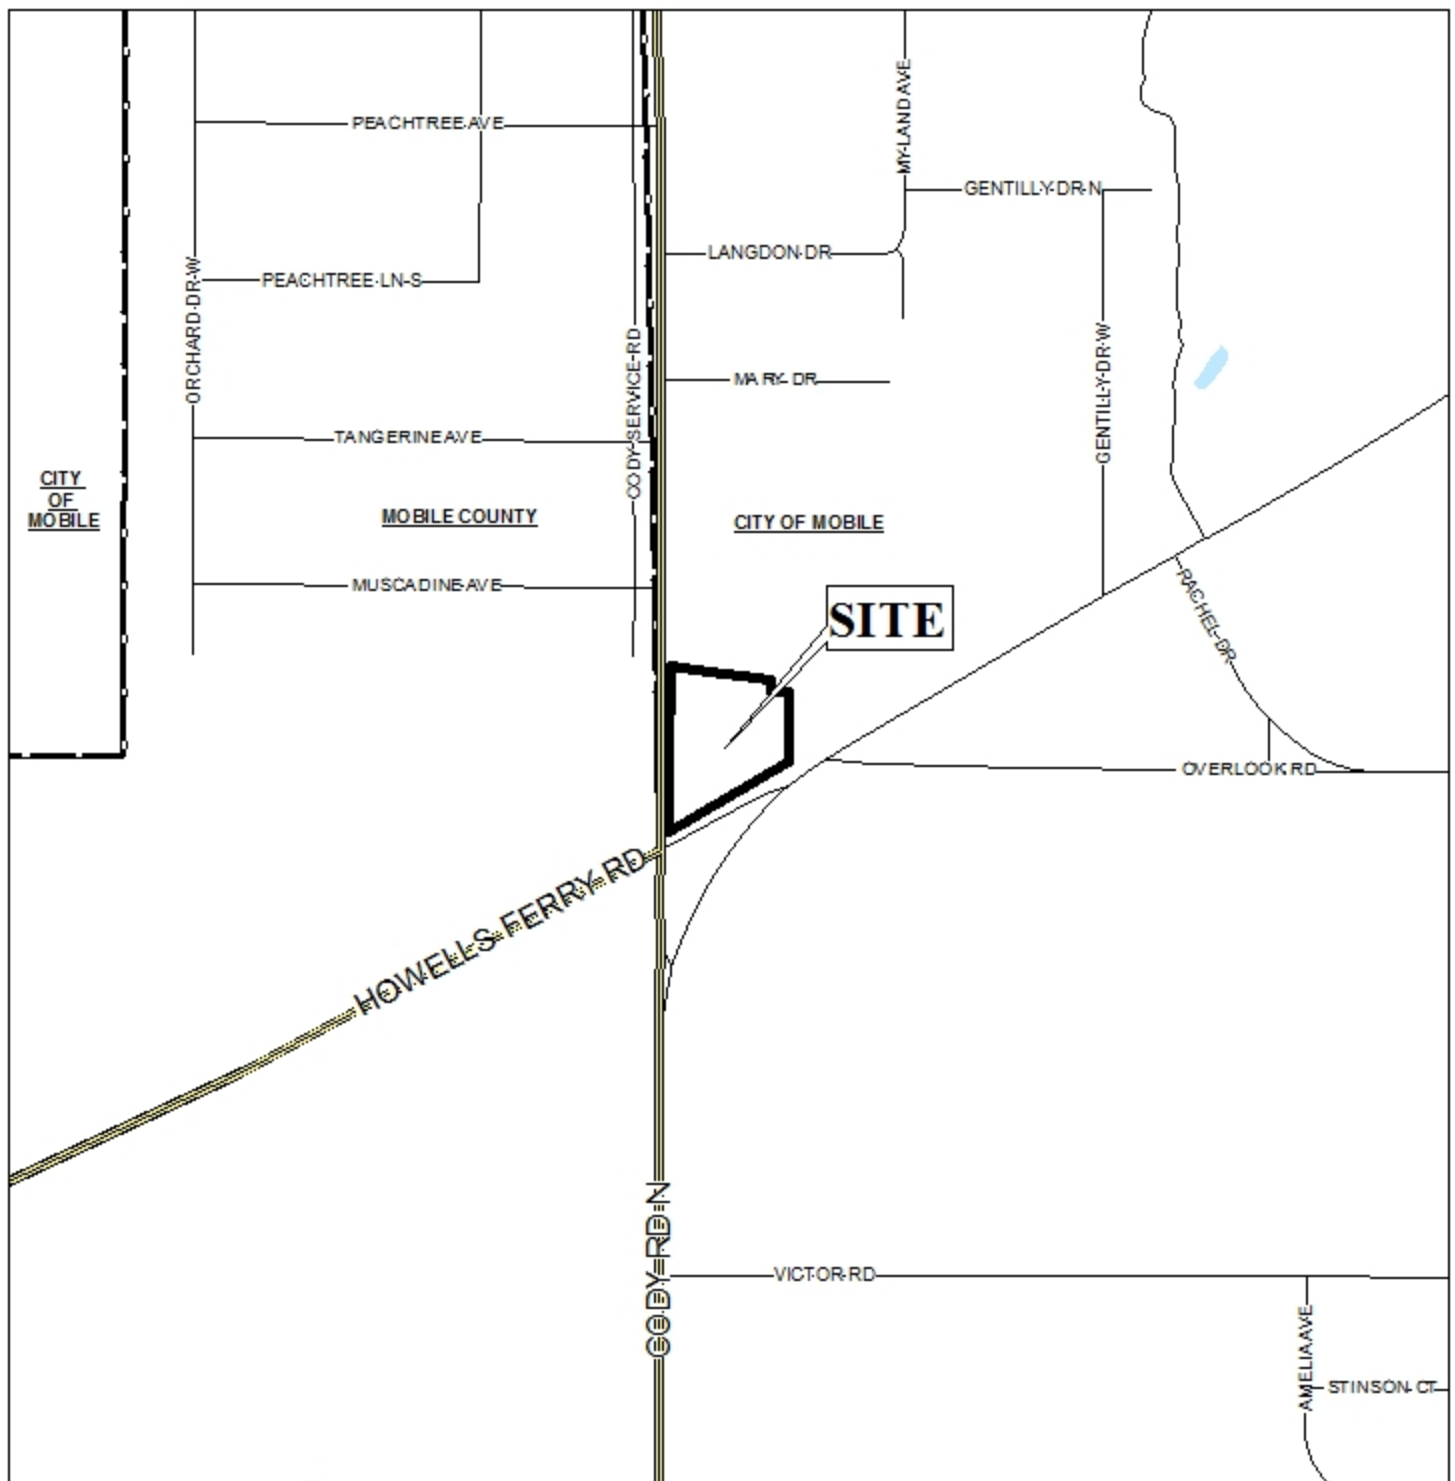 MY-LAND AVE
PEACHTREE AVE
GENTILLY DR N
LANGDON DR
PEACHTREE LN S
ORCHARD DR W
CODY SERVICE RD
MARY DR
GENTILLY DR W
TANGERINE AVE
CITY
OF
MOBILE
MOBILE COUNTY
CITY OF MOBILE
MUSCADINE AVE
SITE
RACHEL DR
OVERLOOK RD
HOWELLS FERRY RD
CODY RD N
VICTOR RD
AMELIA AVE
STINSON CT